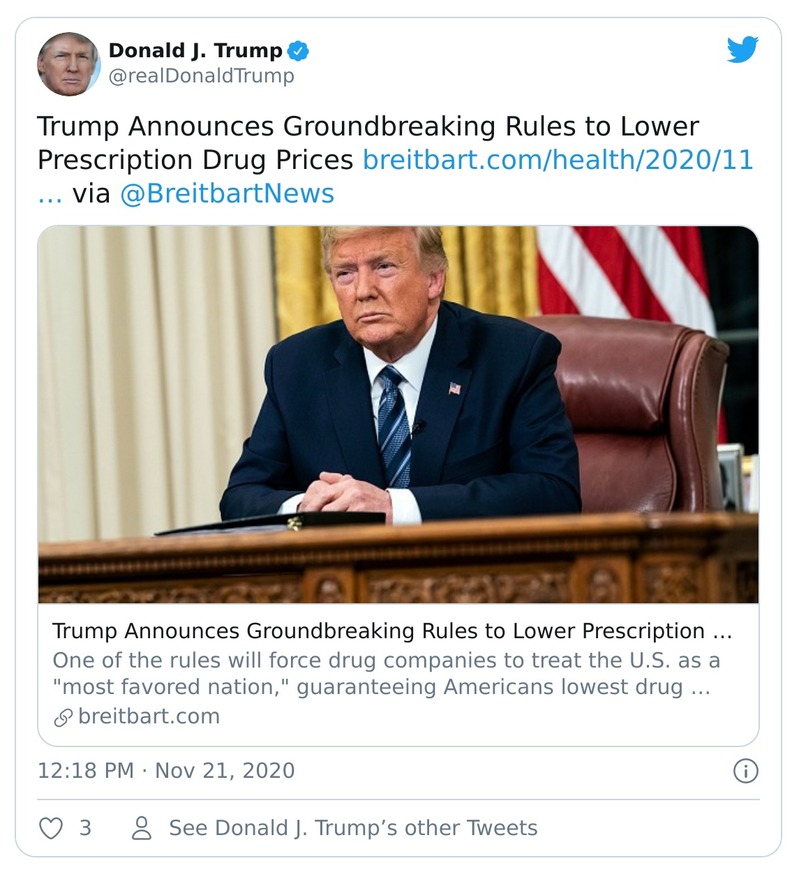 Donald J. Trump
@realDonaldTrump
Trump Announces Groundbreaking Rules to Lower
Prescription Drug Prices breitbart.com/health/2020/11
… via @BreitbartNews
Trump Announces Groundbreaking Rules to Lower Prescription …
One of the rules will force drug companies to treat the U.S. as a
"most favored nation," guaranteeing Americans lowest drug …
breitbart.com
12:18 PM · Nov 21, 2020
3 See Donald J. Trump’s other Tweets